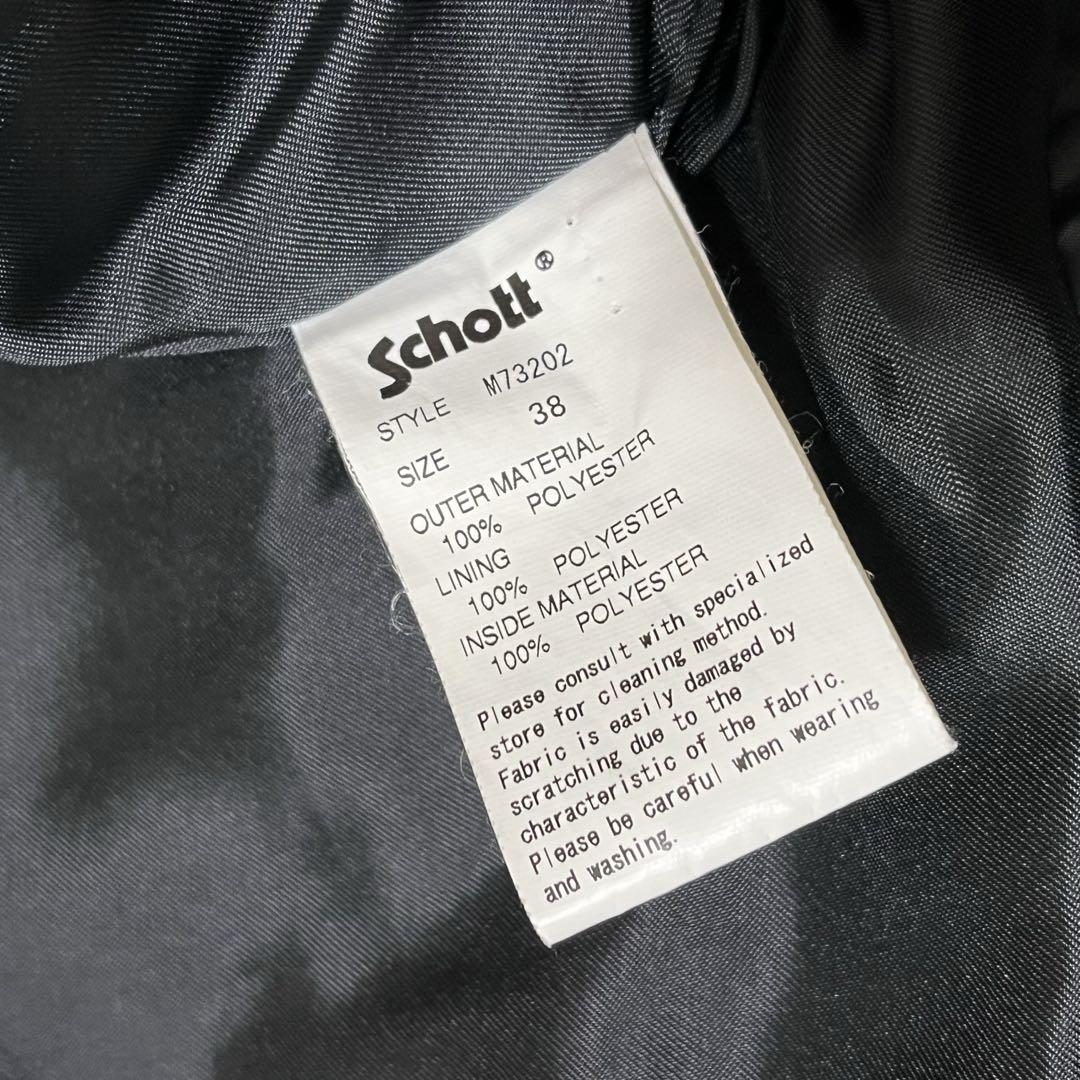 Schott®
STYLE M73202
SIZE 38
OUTER MATERIAL
100% POLYESTER
LINING
100% POLYESTER
INSIDE MATERIAL
100% POLYESTER
Please consult with specialized
store for cleaning method.
Fabric is easily damaged by
scratching due to the
characteristic of the fabric.
Please be careful when wearing
and washing.